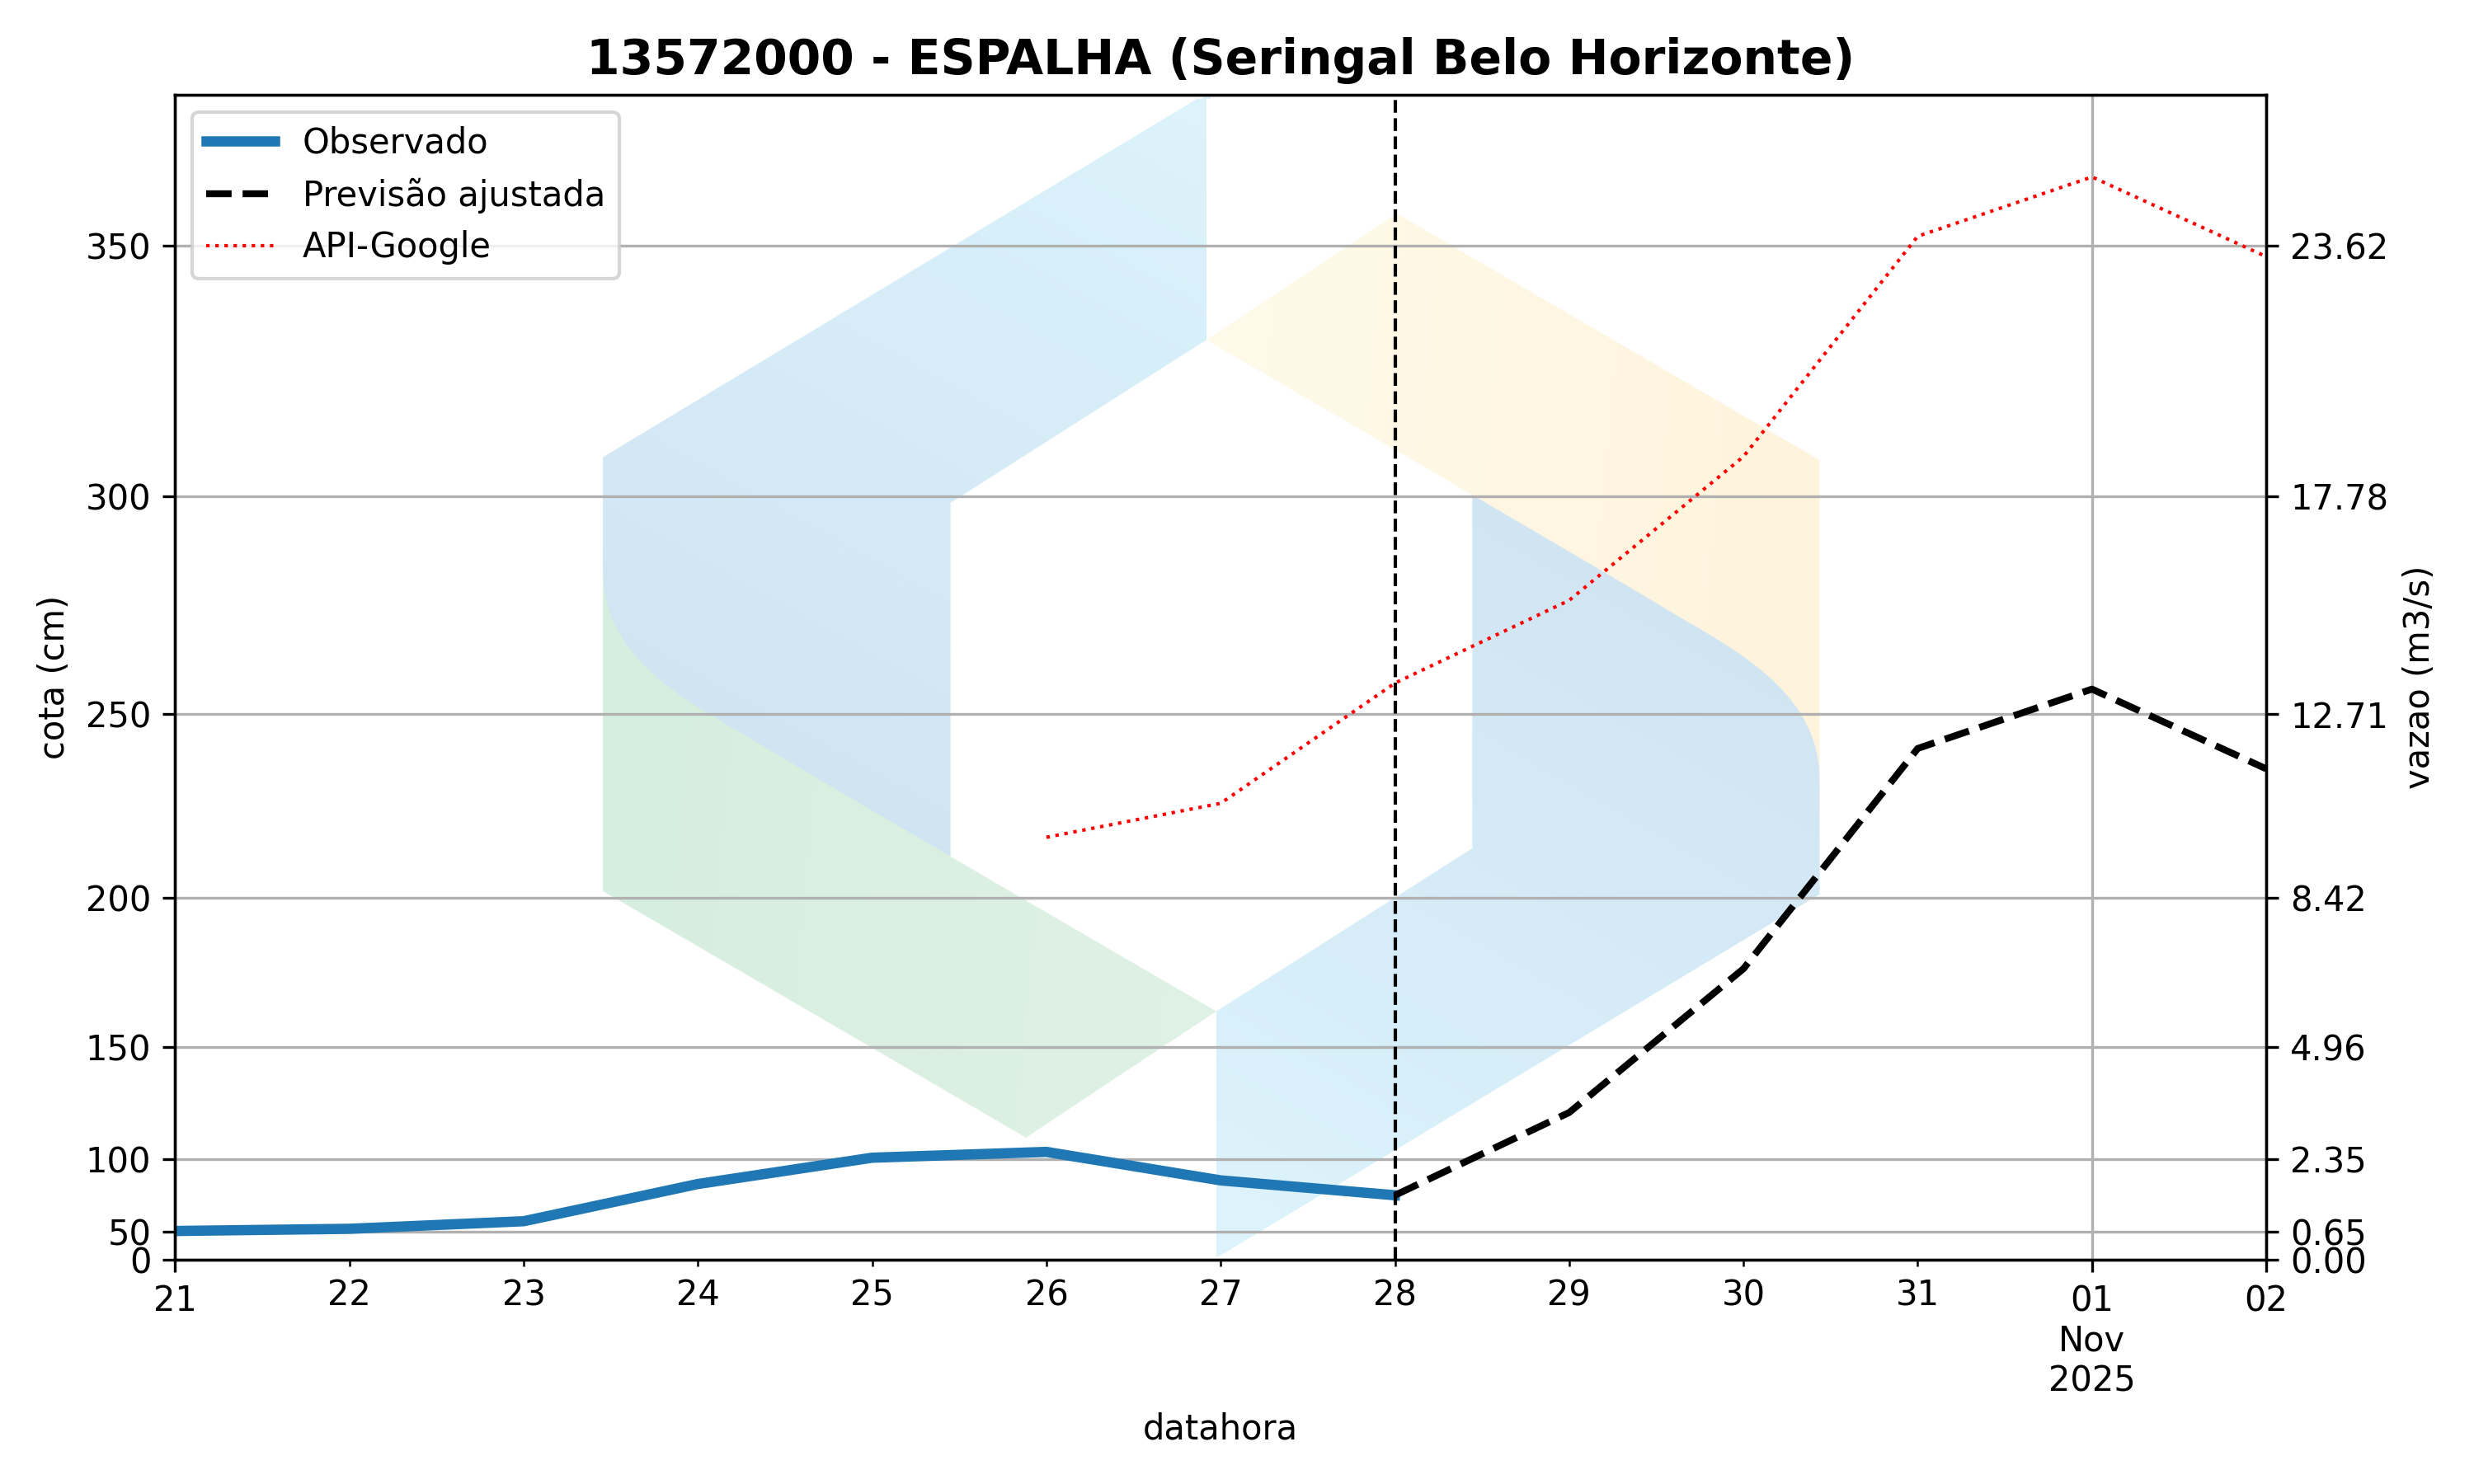 13572000 - ESPALHA (Seringal Belo Horizonte)
Observado
Previsão ajustada
API-Google
350
300
250
200
150
100
50
0
cota (cm)
23.62
17.78
12.71
8.42
4.96
2.35
0.65
0.00
vazao (m3/s)
21 22 23 24 25 26 27 28 29 30 31 01 02
Nov
2025
datahora